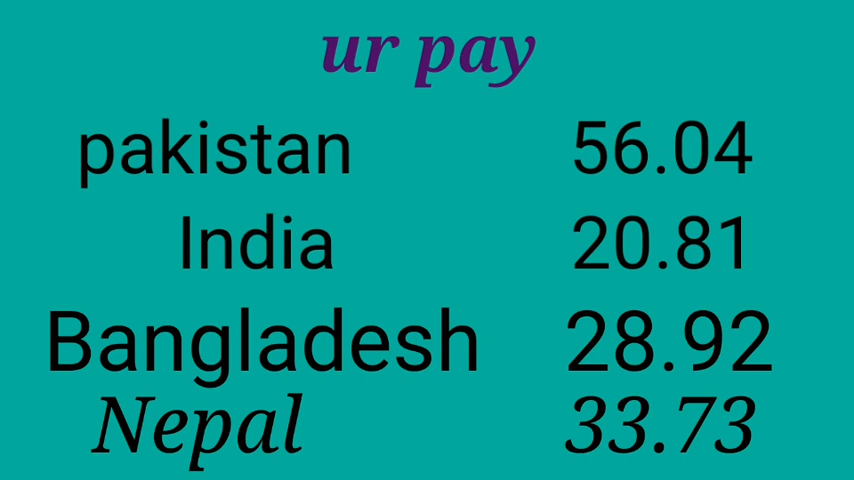 ur pay
pakistan 56.04
India 20.81
Bangladesh 28.92
Nepal 33.73